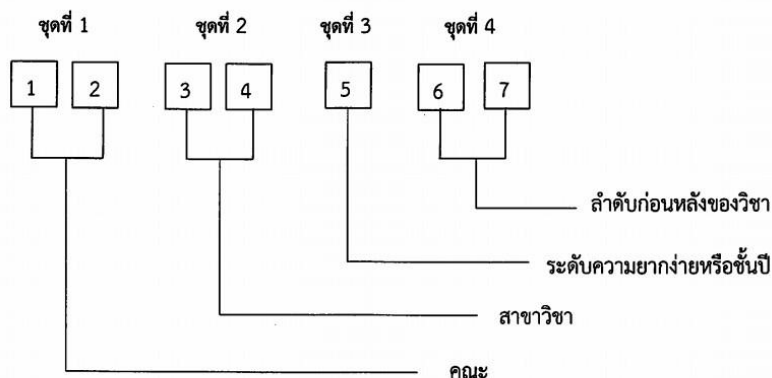 ชุดที่ 1 ชุดที่ 2 ชุดที่ 3 ชุดที่ 4
1 2 3 4 5 6 7
ลำดับก่อนหลังของวิชา
ระดับความยากง่ายหรือชั้นปี
สาขาวิชา
คณะ